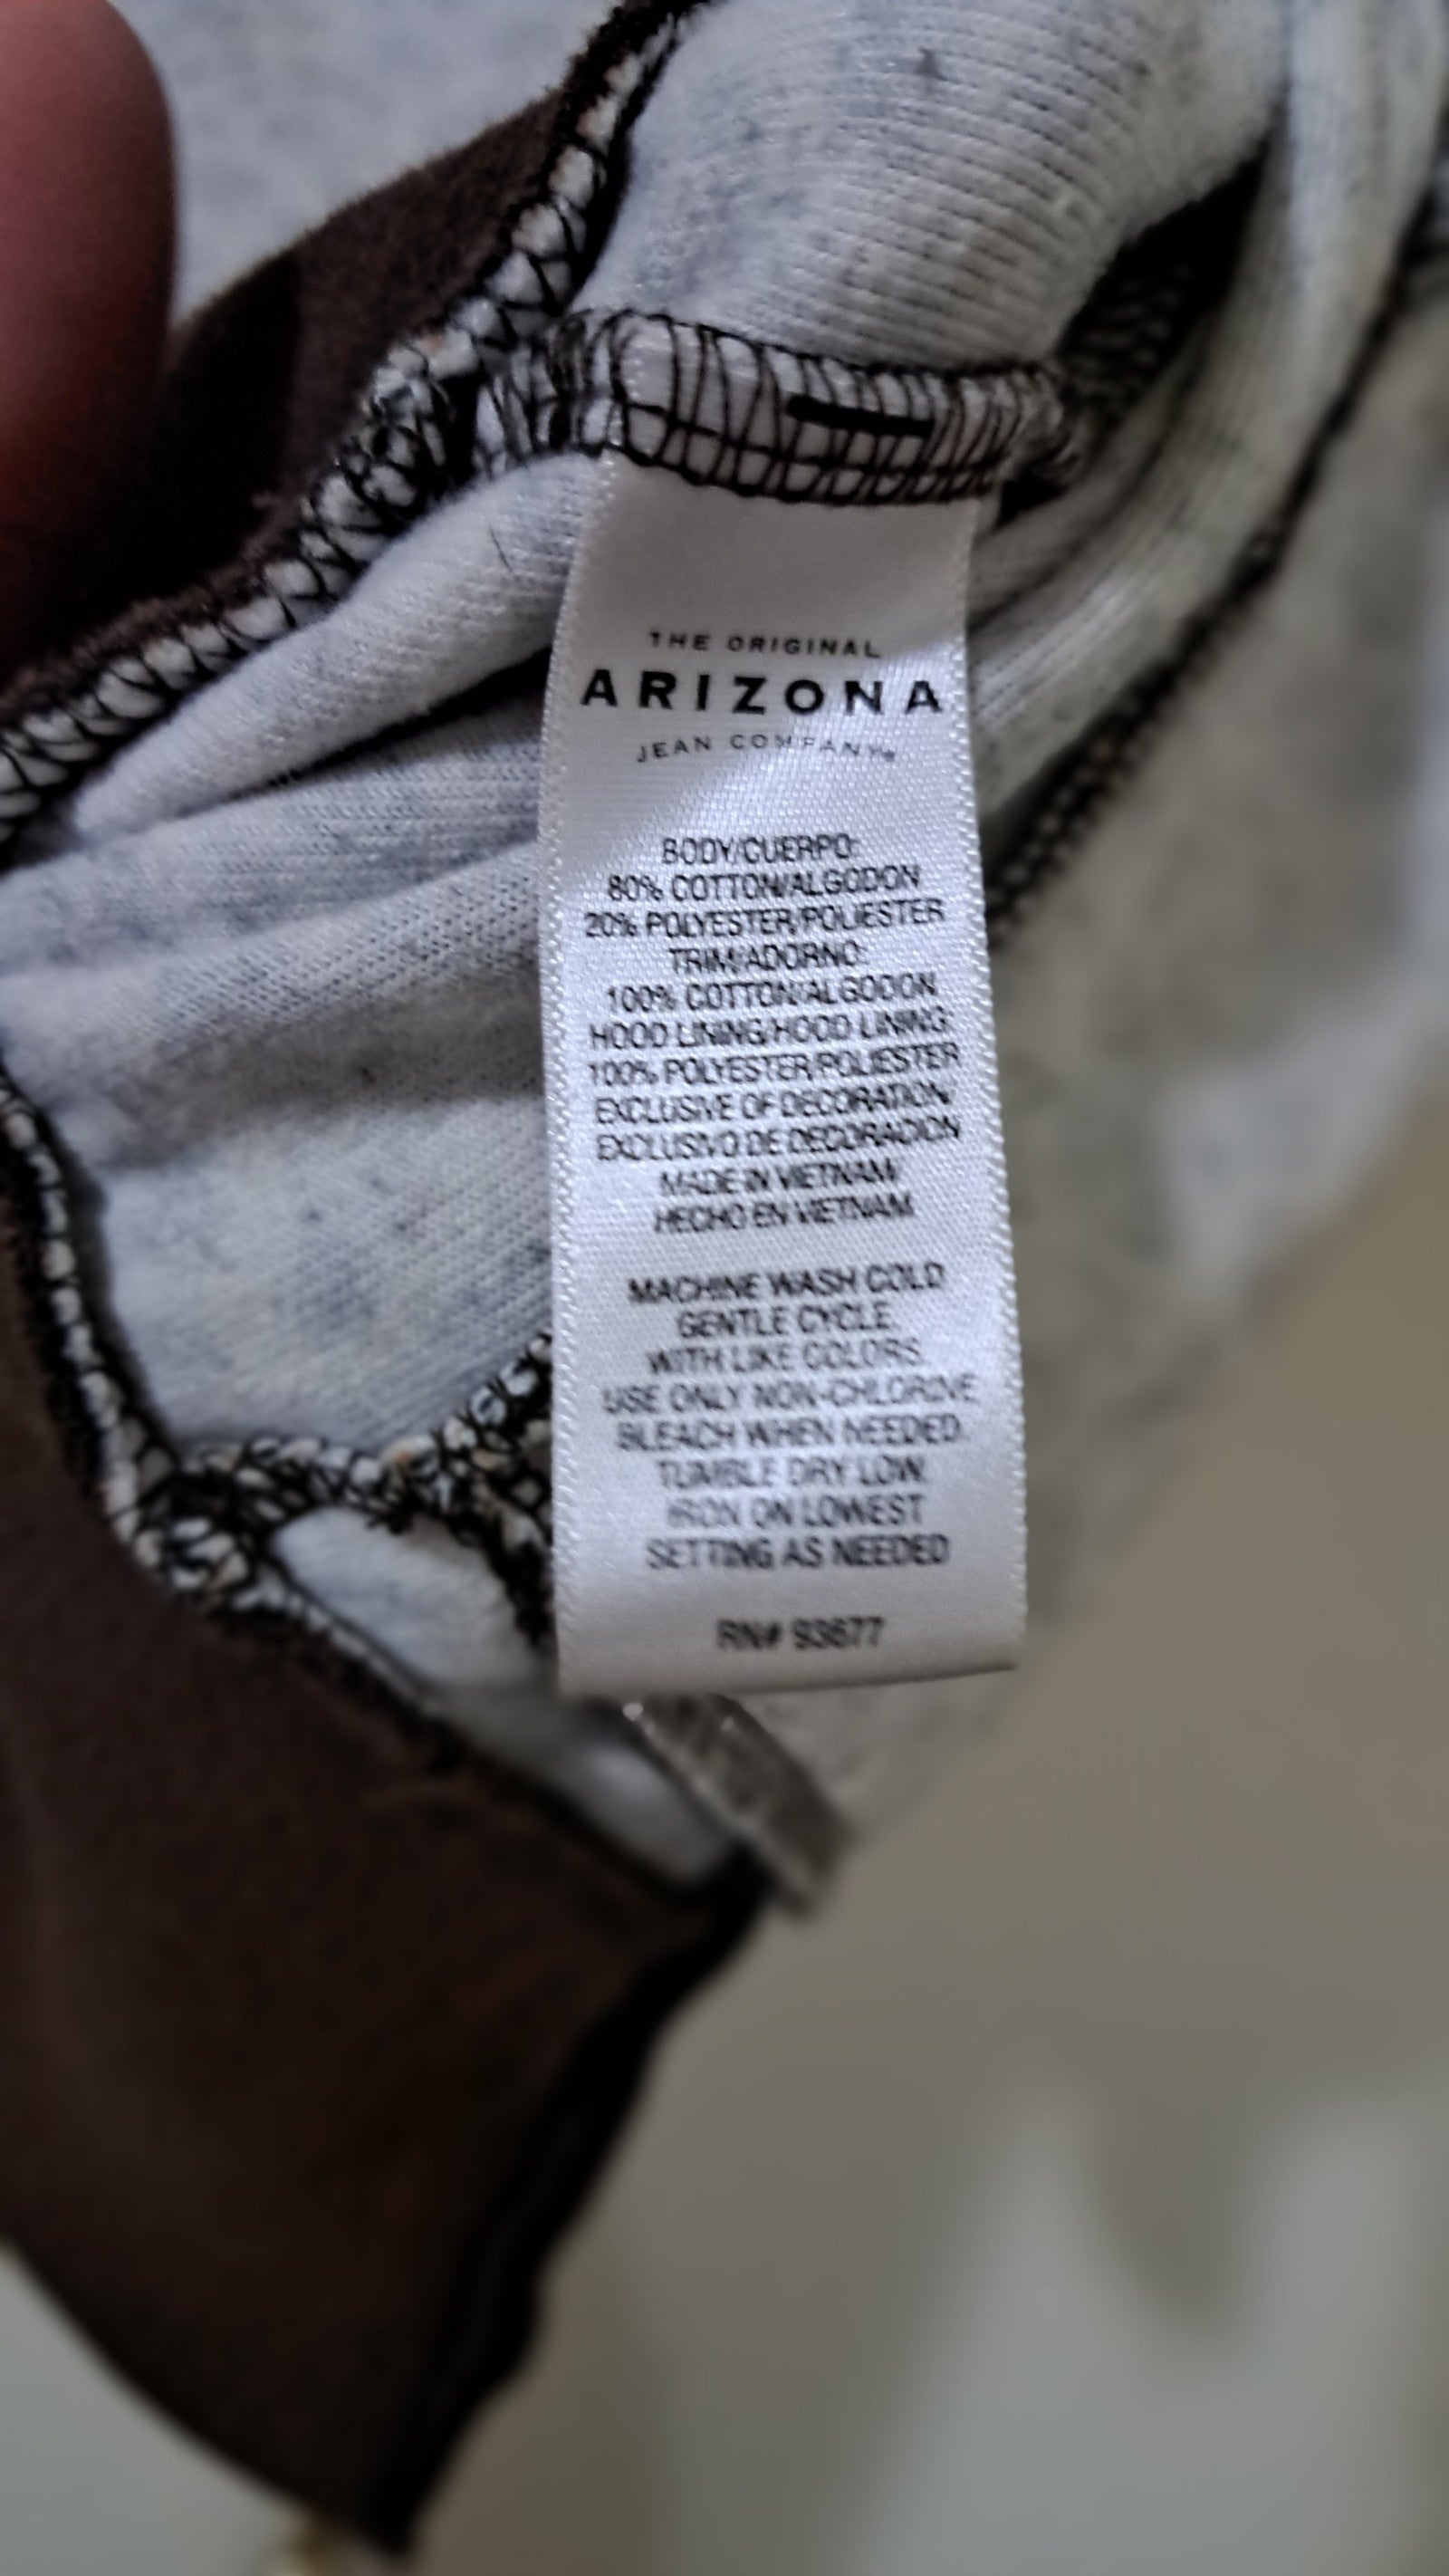 THE ORIGINAL
ARIZONA
JEAN COMPANY®
BODY/CUERPO:
80% COTTON/ALGODON
20% POLYESTER/POLIESTER
TRIM/ADORNO:
100% COTTON/ALGODON
HOOD LINING/HOOD LINING:
100% POLYESTER/POLIESTER
EXCLUSIVE OF DECORATION/
EXCLUSIVO DE DECORACION
MADE IN VIETNAM/
HECHO EN VIETNAM
MACHINE WASH COLD
GENTLE CYCLE
WITH LIKE COLORS
USE ONLY NON-CHLORINE
BLEACH WHEN NEEDED
TUMBLE DRY LOW
IRON ON LOWEST
SETTING AS NEEDED
RN# 93677